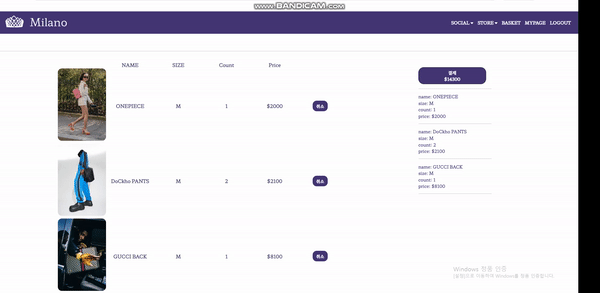 www.BANDICAM.com
Milano
SOCIAL STORE BASKET MYPAGE LOGOUT
NAME SIZE Count Price
ONEPIECE M 1 $2000 취소
DoCkho PANTS M 2 $2100 취소
GUCCI BACK M 1 $8100 취소
결제
$14300
name: ONEPIECE
size: M
count: 1
price: $2000
name: DoCkho PANTS
size: M
count: 2
price: $2100
name: GUCCI BACK
size: M
count: 1
price: $8100
Windows 정품 인증
[설정]으로 이동하여 Windows를 정품 인증합니다.